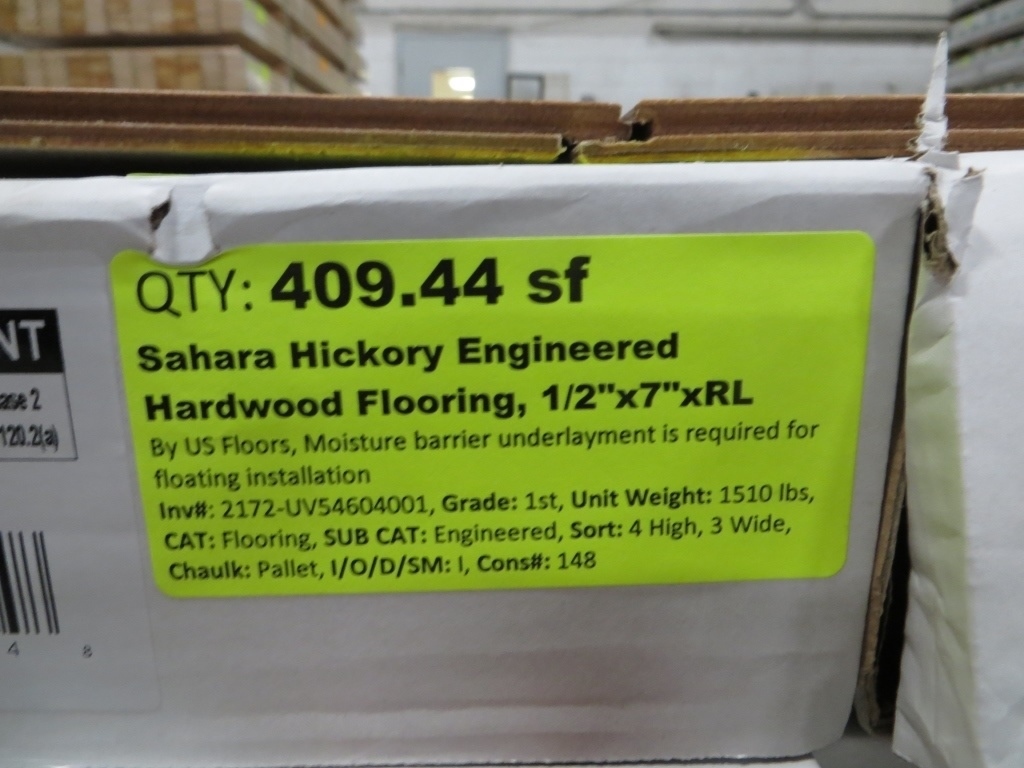 QTY: 409.44 sf
Sahara Hickory Engineered
Hardwood Flooring, 1/2"x7"xRL
By US Floors, Moisture barrier underlayment is required for
floating installation
Inv#: 2172-UV54604001, Grade: 1st, Unit Weight: 1510 lbs,
CAT: Flooring, SUB CAT: Engineered, Sort: 4 High, 3 Wide,
Chaulk: Pallet, I/O/D/SM: I, Cons#: 148
NT
ase 2
120.2(a)
4 8